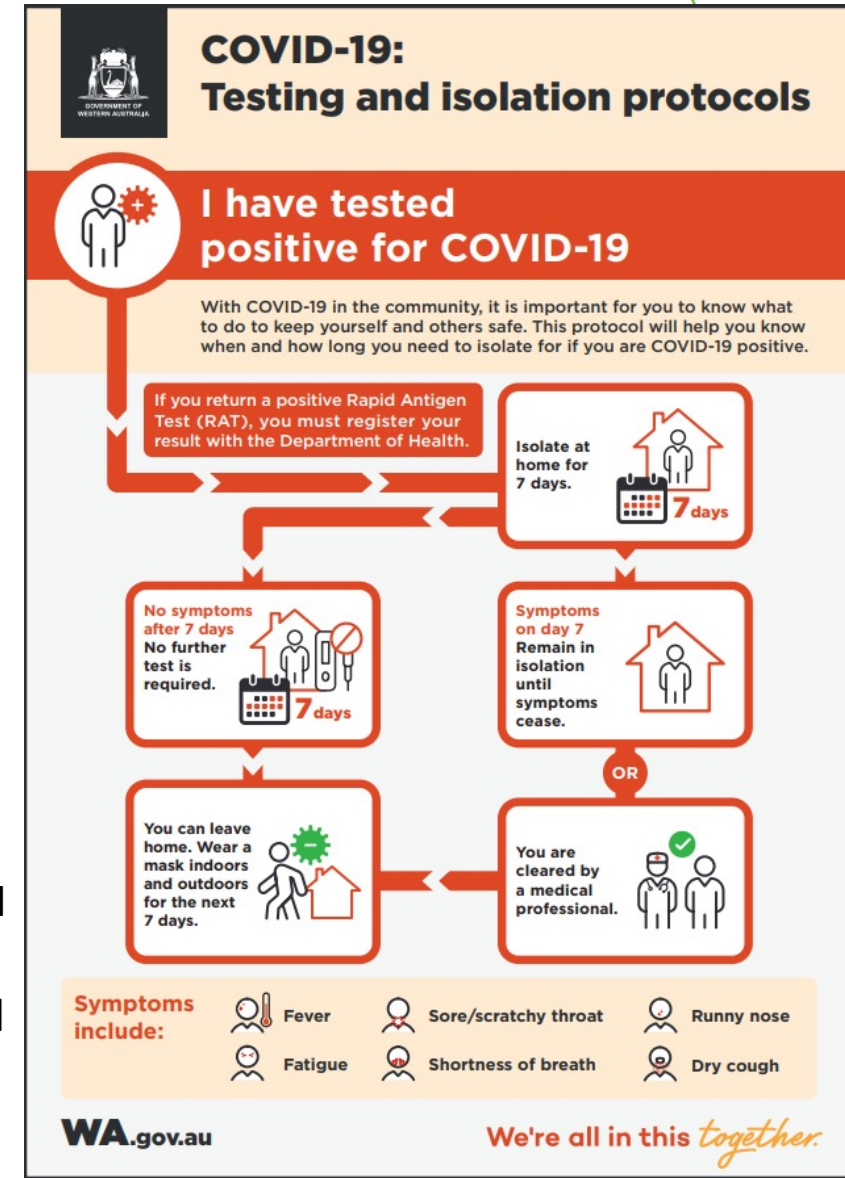 GOVERNMENT OF
WESTERN AUSTRALIA
COVID-19:
Testing and isolation protocols
I have tested
positive for COVID-19
With COVID-19 in the community, it is important for you to know what
to do to keep yourself and others safe. This protocol will help you know
when and how long you need to isolate for if you are COVID-19 positive.
If you return a positive Rapid Antigen
Test (RAT), you must register your
result with the Department of Health.
Isolate at
home for
7 days.
7 days
No symptoms
after 7 days
No further
test is
required.
7 days
Symptoms
on day 7
Remain in
isolation
until
symptoms
cease.
OR
You can leave
home. Wear a
mask indoors
and outdoors
for the next
7 days.
You are
cleared by
a medical
professional.
Symptoms
include:
Fever
Sore/scratchy throat
Runny nose
Fatigue
Shortness of breath
Dry cough
WA.gov.au
We're all in this together.